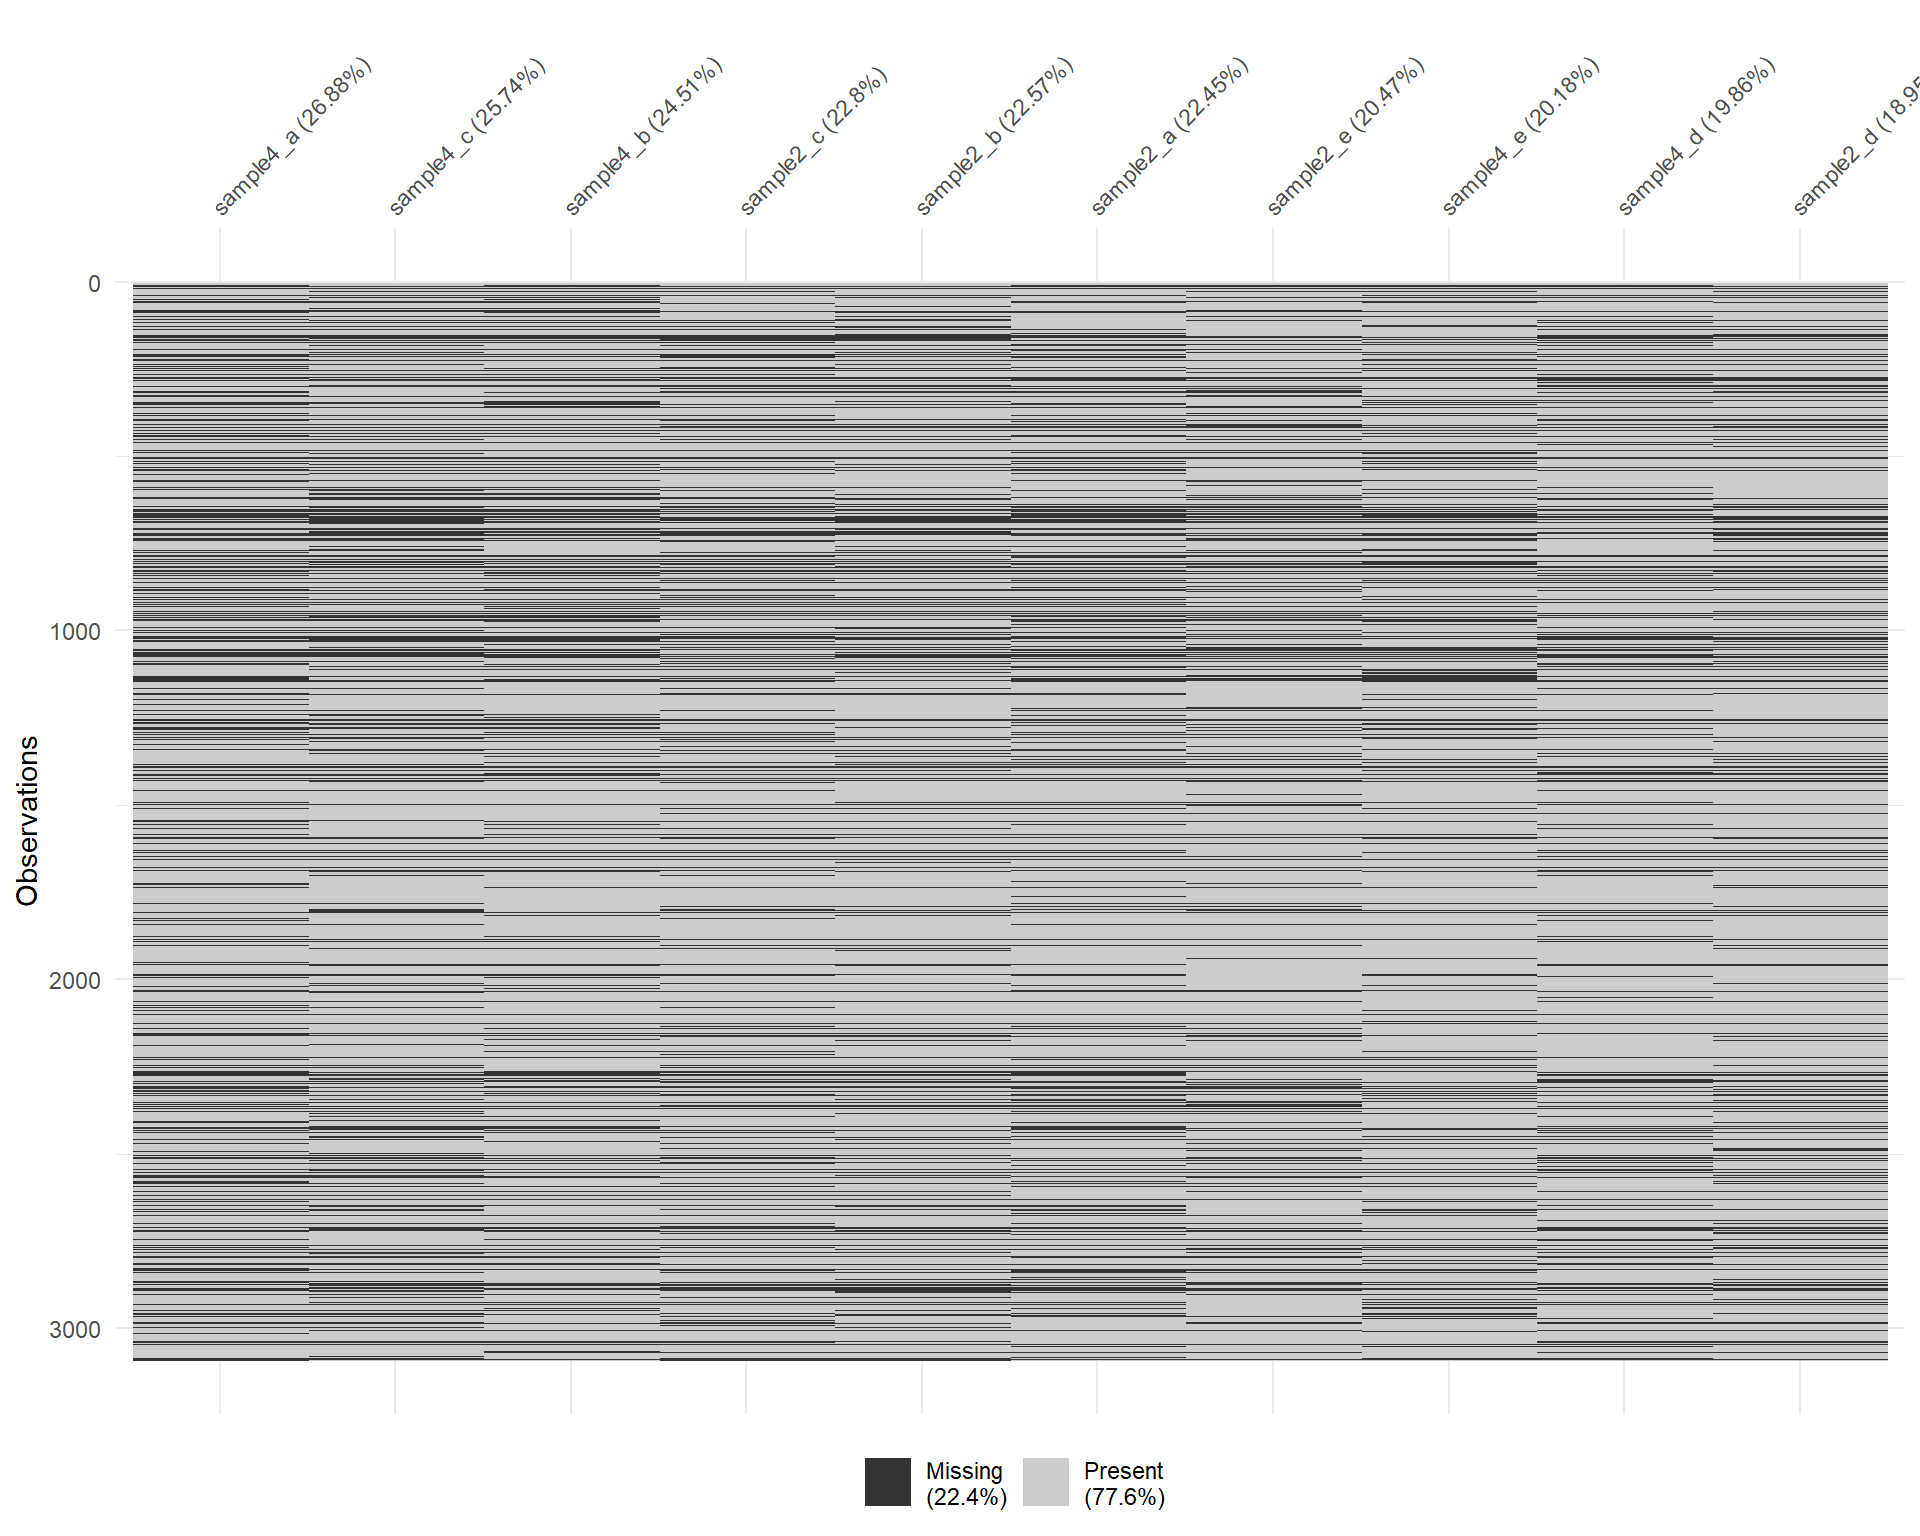 sample4_a (26.88%)
sample4_c (25.74%)
sample4_b (24.51%)
sample2_c (22.8%)
sample2_b (22.57%)
sample2_a (22.45%)
sample2_e (20.47%)
sample4_e (20.18%)
sample4_d (19.86%)
sample2_d (18.95
0
1000
2000
3000
Observations
Missing
(22.4%)
Present
(77.6%)